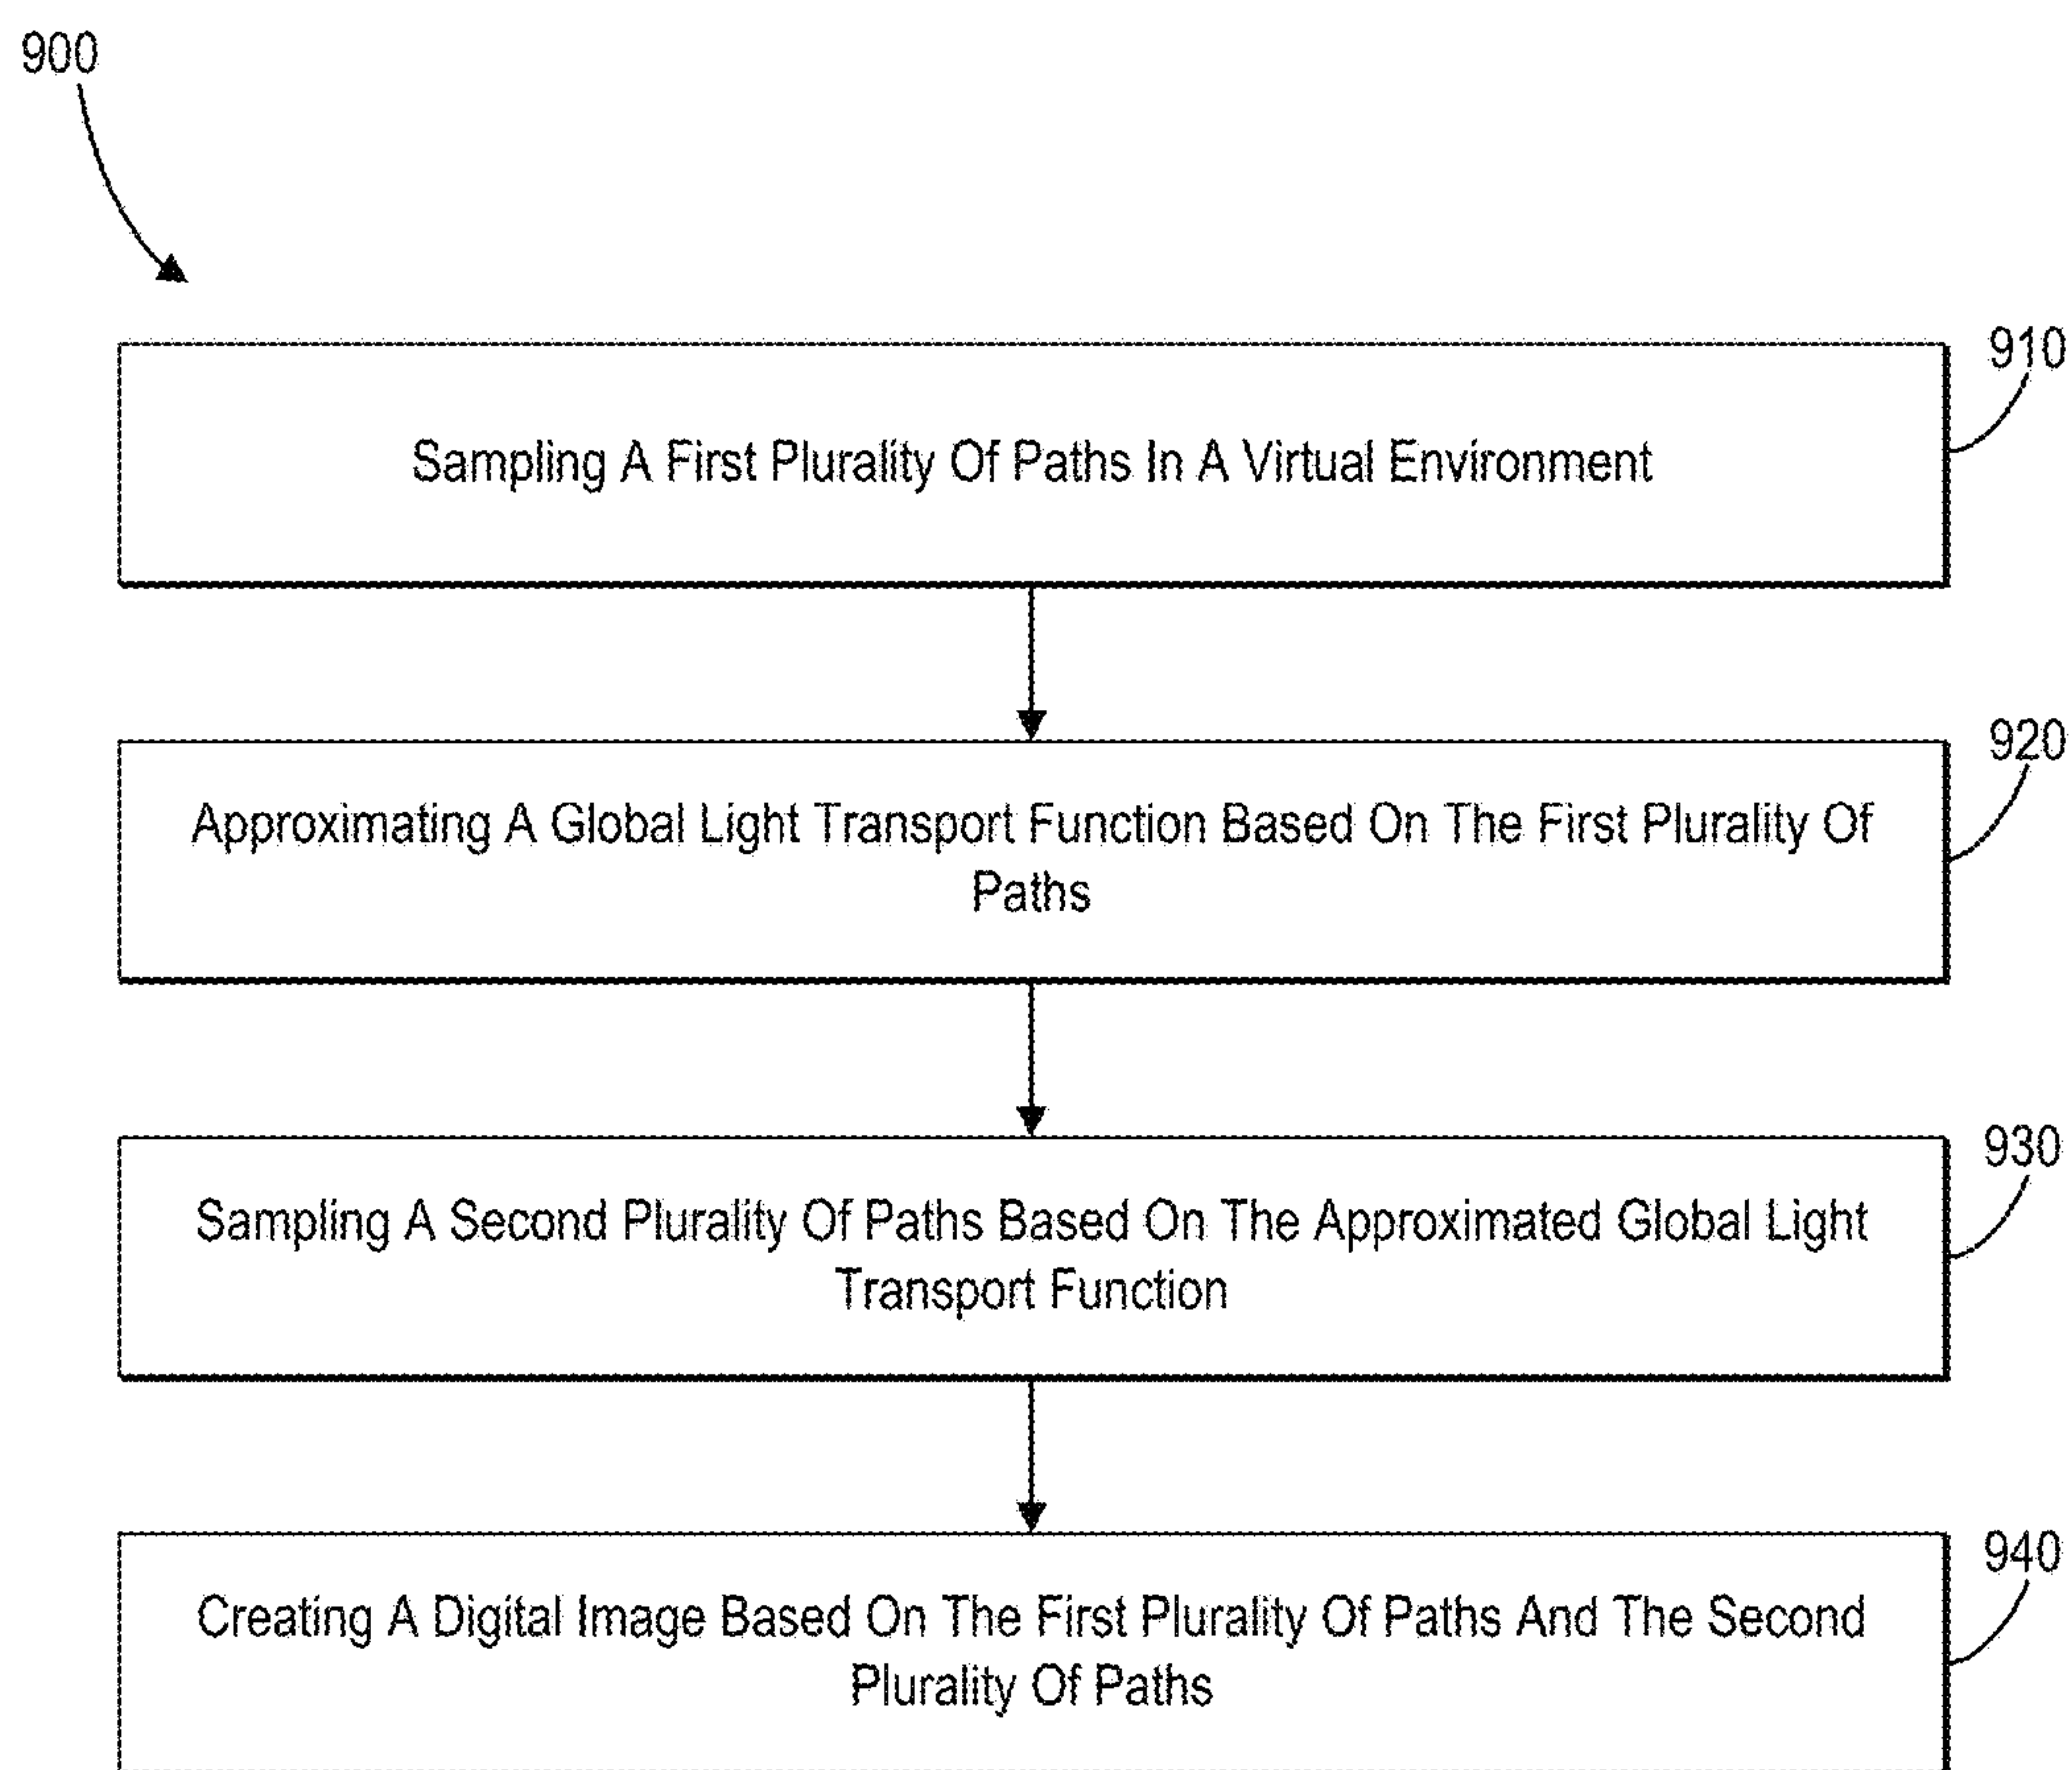 900
910
Sampling A First Plurality Of Paths In A Virtual Environment
920
Approximating A Global Light Transport Function Based On The First Plurality Of
Paths
930
Sampling A Second Plurality Of Paths Based On The Approximated Global Light
Transport Function
940
Creating A Digital Image Based On The First Plurality Of Paths And The Second
Plurality Of Paths